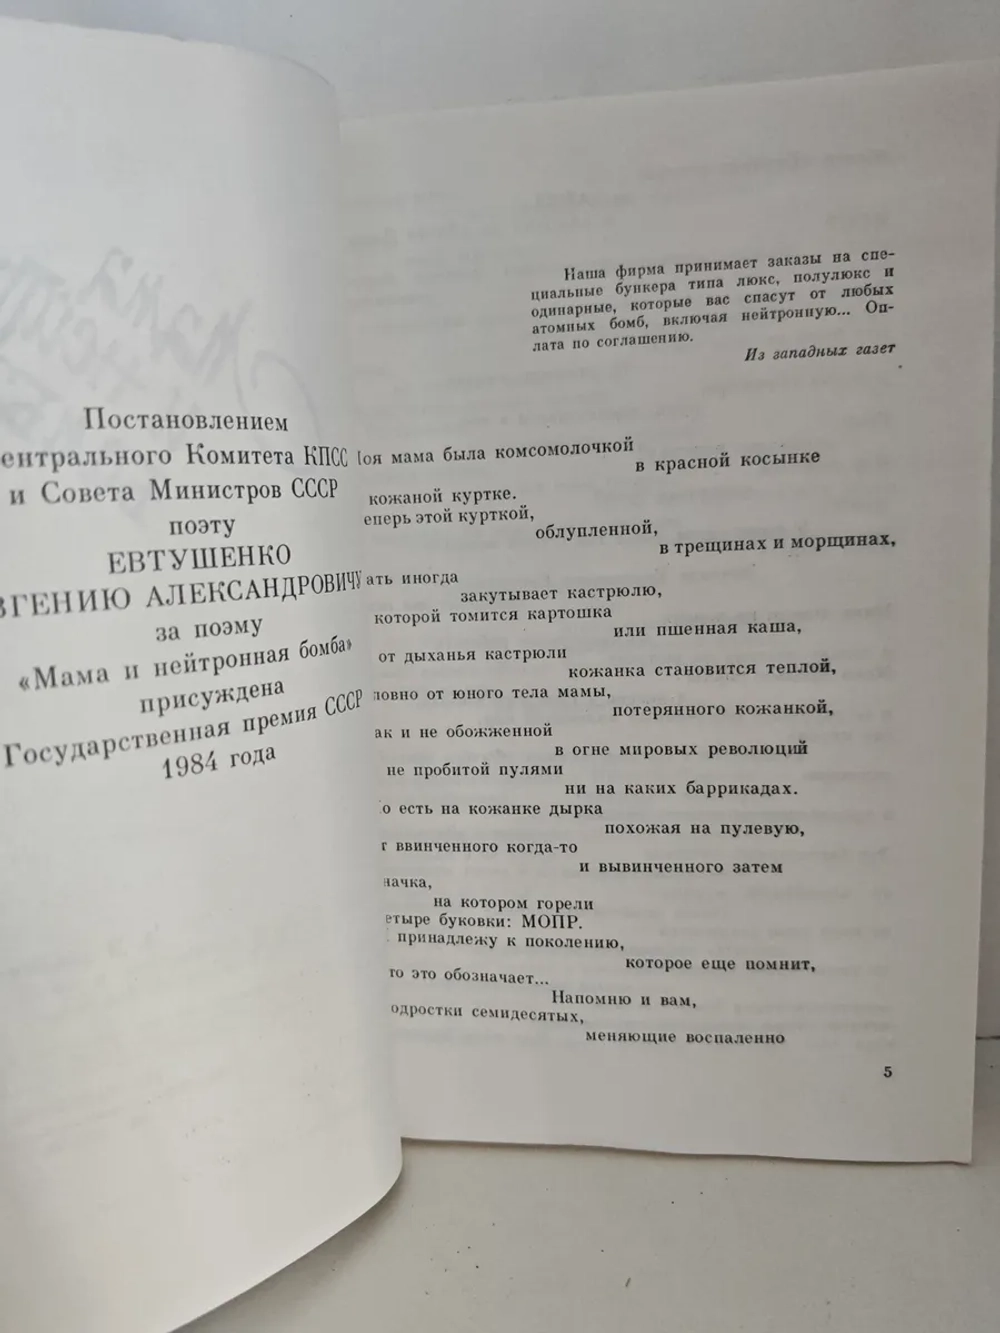 Постановлением
ентрального Комитета КПСС
и Совета Министров СССР
поэту
ЕВТУШЕНКО
ВГЕНИЮ АЛЕКСАНДРОВИЧУ
за поэму
«Мама и нейтронная бомба»
присуждена
Государственная премия СССР
1984 года
Наша фирма принимает заказы на спе-
циальные бункера типа люкс, полулюкс и
одинарные, которые вас спасут от любых
атомных бомб, включая нейтронную... Оп-
лата по соглашению.
Из западных газет
оя мама была комсомолочкой
в красной косынке
кожаной куртке.
еперь этой курткой,
облупленной,
в трещинах и морщинах,
ать иногда
закутывает кастрюлю,
которой томится картошка
или пшенная каша,
от дыханья кастрюли
кожанка становится теплой,
ловно от юного тела мамы,
потерянного кожанкой,
ак и не обожженной
в огне мировых революций
не пробитой пулями
ни на каких баррикадах.
о есть на кожанке дырка
похожая на пулевую,
т ввинченного когда-то
и вывинченного затем
начка,
на котором горели
етыре буковки: МОПР.
принадлежу к поколению,
которое еще помнит,
то это обозначает...
Напомню и вам,
одростки семидесятых,
меняющие воспаленно
5